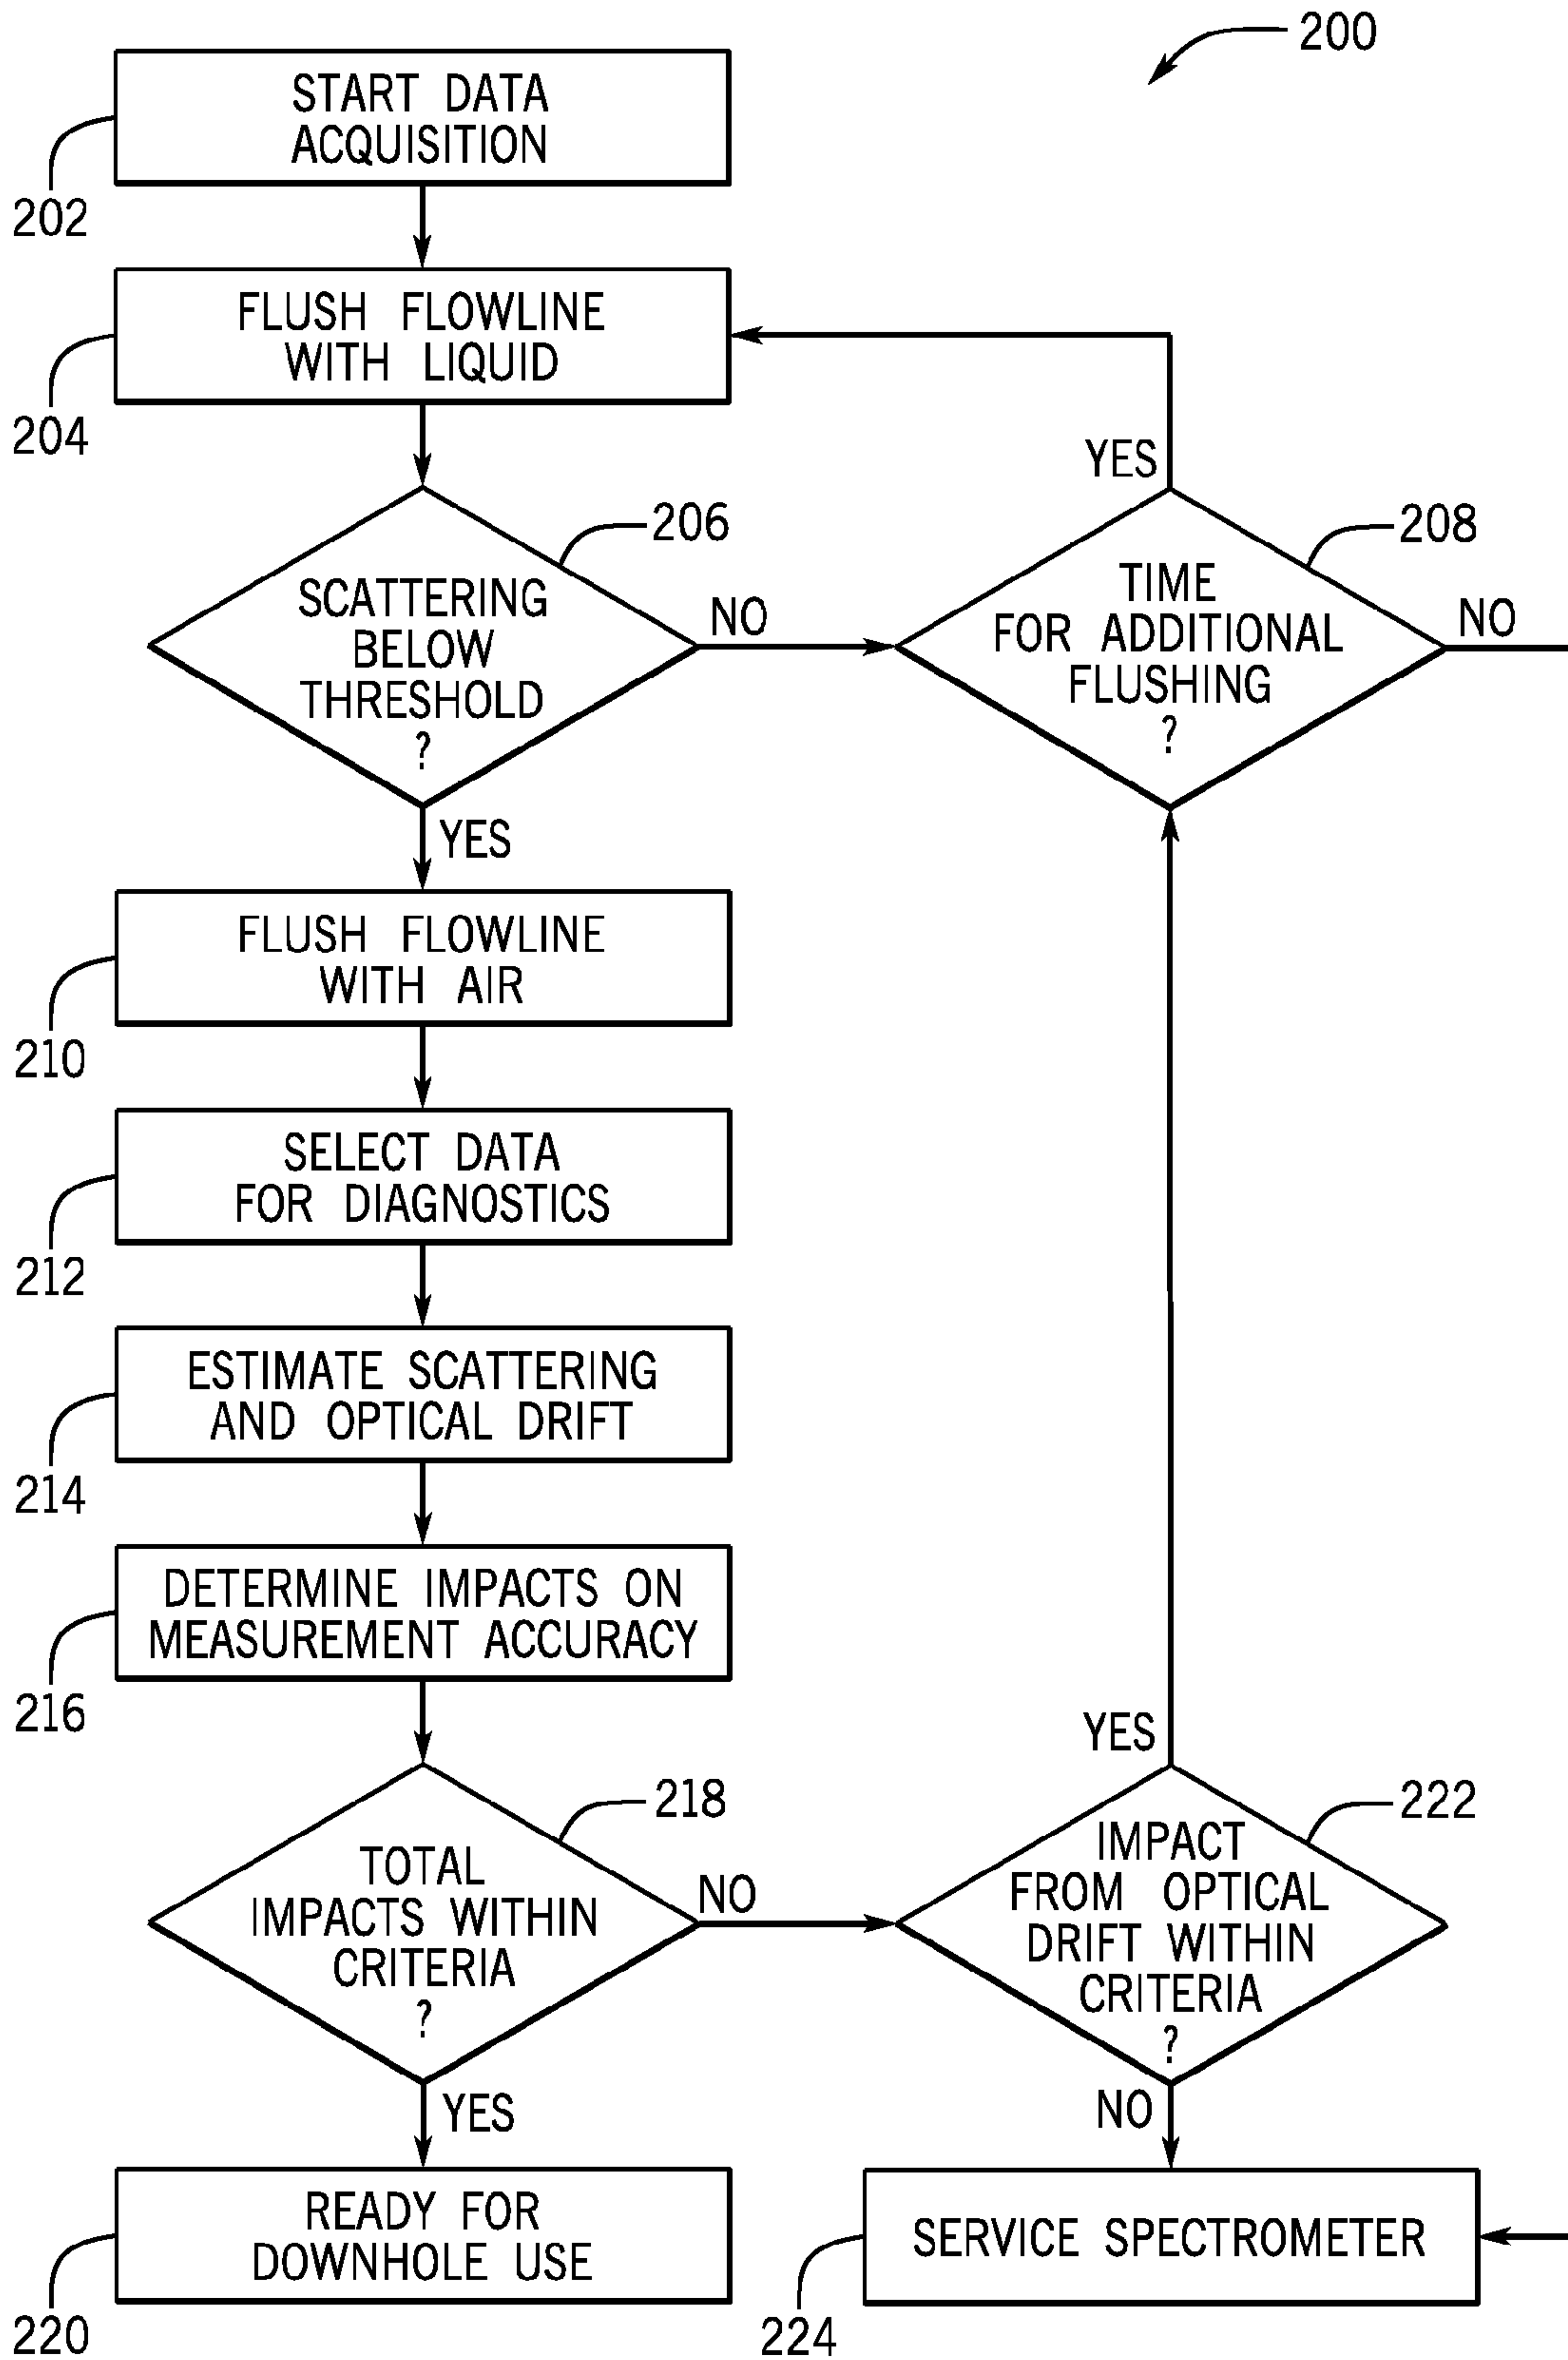 200
START DATA
ACQUISITION
202
FLUSH FLOWLINE
WITH LIQUID
204
YES
206
208
SCATTERING
BELOW
THRESHOLD
?
NO
TIME
FOR ADDITIONAL
FLUSHING
?
NO
YES
FLUSH FLOWLINE
WITH AIR
210
SELECT DATA
FOR DIAGNOSTICS
212
ESTIMATE SCATTERING
AND OPTICAL DRIFT
214
DETERMINE IMPACTS ON
MEASUREMENT ACCURACY
216
YES
218
222
TOTAL
IMPACTS WITHIN
CRITERIA
?
NO
IMPACT
FROM OPTICAL
DRIFT WITHIN
CRITERIA
?
YES
NO
READY FOR
DOWNHOLE USE
220
SERVICE SPECTROMETER
224